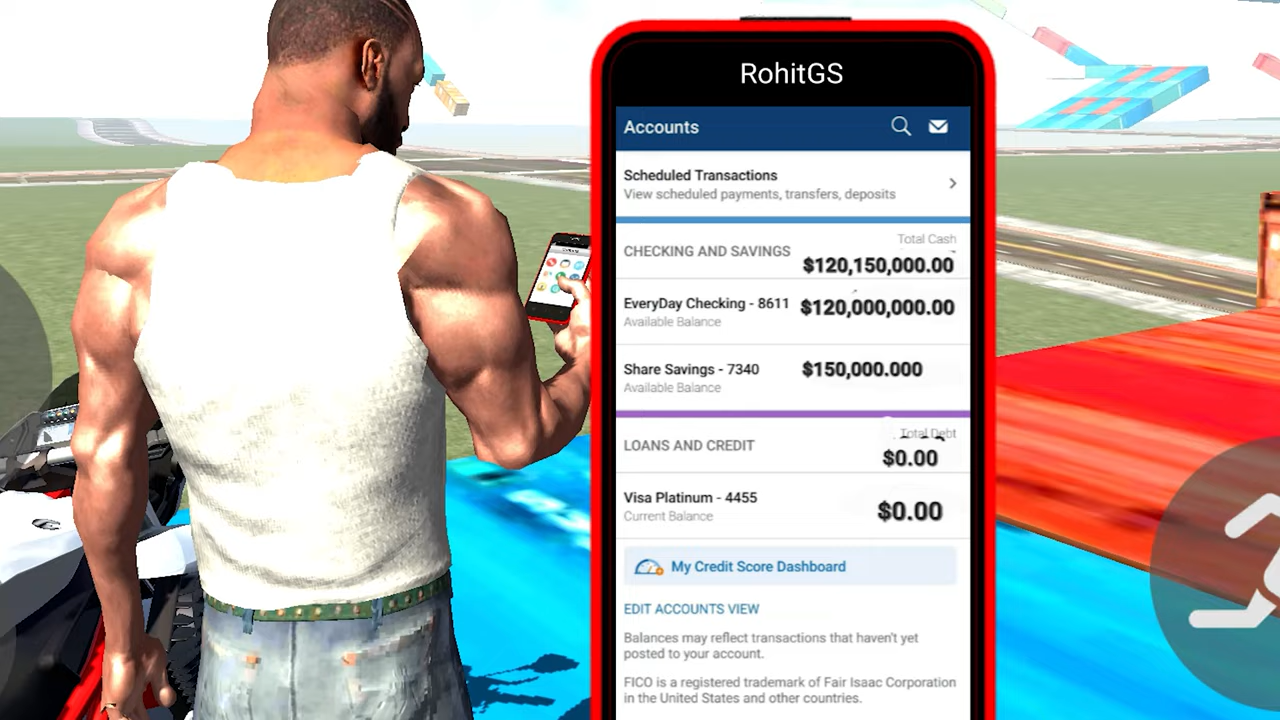 RohitGS
Accounts
Scheduled Transactions
View scheduled payments, transfers, deposits
Total Cash
CHECKING AND SAVINGS $120,150,000.00
EveryDay Checking - 8611 $120,000,000.00
Available Balance
Share Savings - 7340 $150,000.000
Available Balance
Total Debt
LOANS AND CREDIT
$0.00
Visa Platinum - 4455
$0.00
Current Balance
My Credit Score Dashboard
EDIT ACCOUNTS VIEW
Balances may reflect transactions that haven't yet
posted to your account.
FICO is a registered trademark of Fair Isaac Corporation
in the United States and other countries.